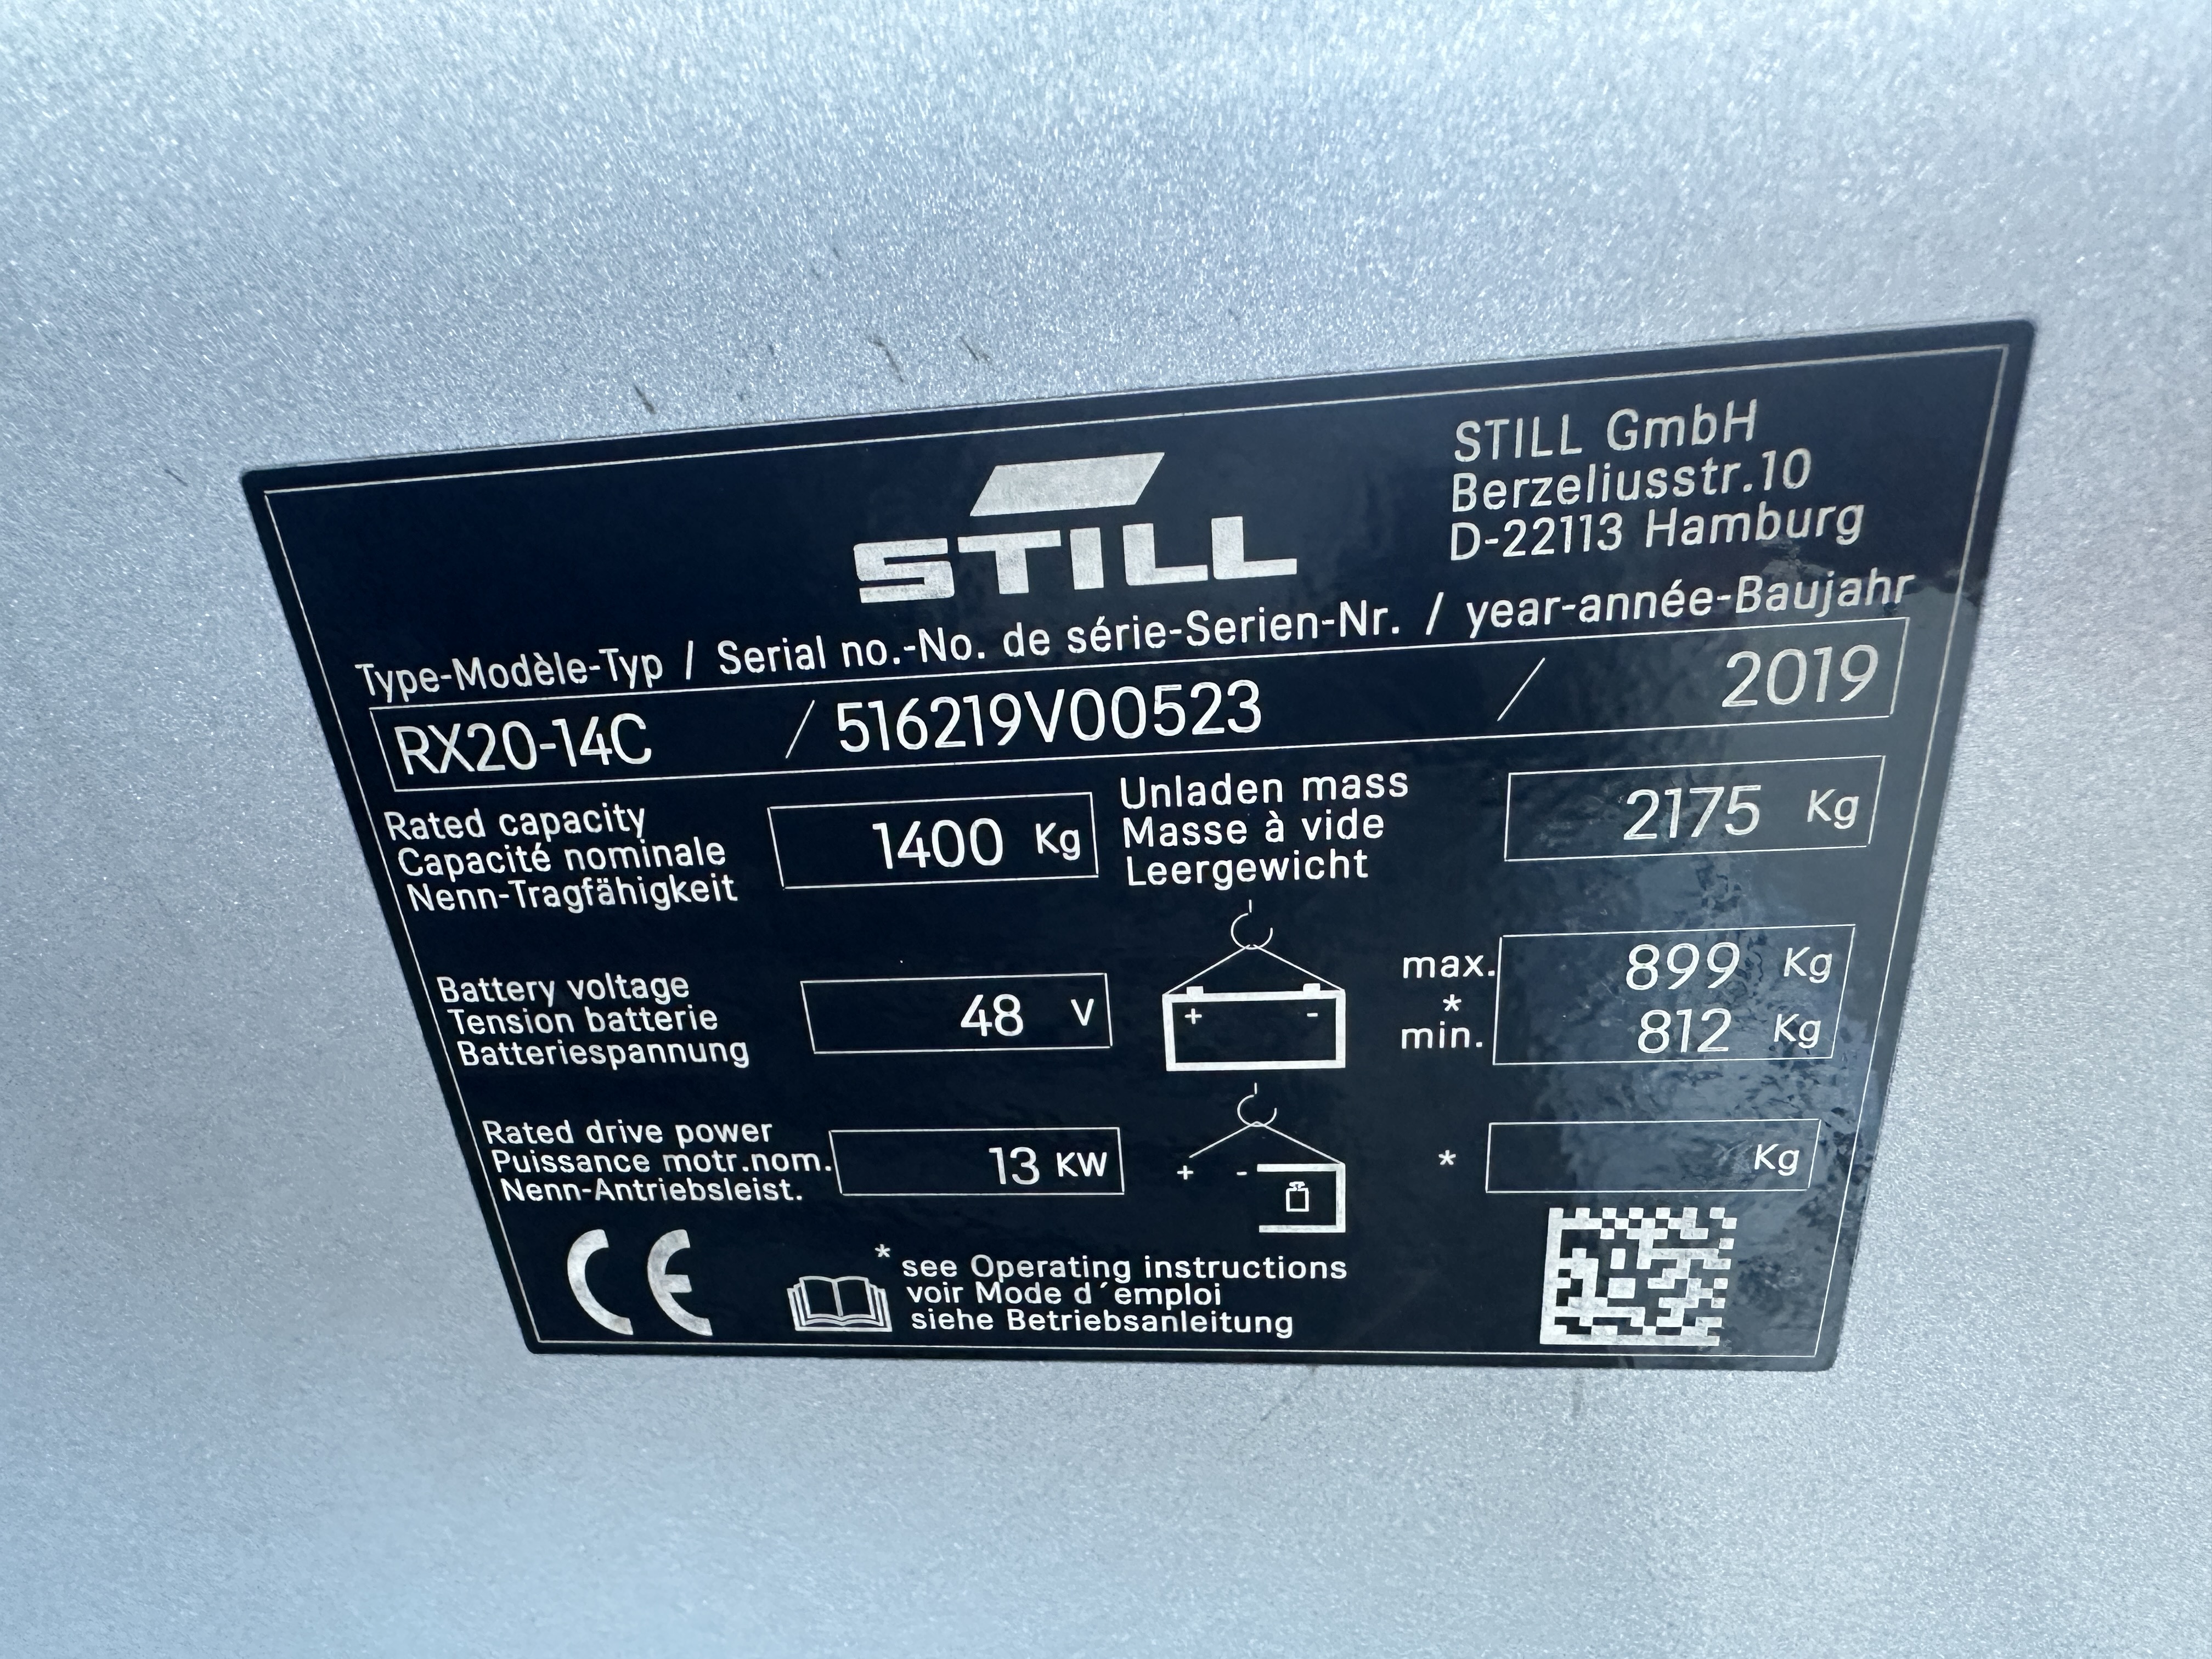 STILL
STILL GmbH
Berzeliusstr.10
D-22113 Hamburg
Type-Modèle-Typ / Serial no.-No. de série-Serien-Nr. / year-année-Baujahr
RX20-14C / 516219V00523 / 2019
Rated capacity
Capacité nominale
Nenn-Tragfähigkeit
1400 Kg
Unladen mass
Masse à vide
Leergewicht
2175 Kg
Battery voltage
Tension batterie
Batteriespannung
48 V
+ -
max. 899 Kg
*
min. 812 Kg
Rated drive power
Puissance motr.nom.
Nenn-Antriebsleist.
13 KW
+ -
* Kg
CE
* see Operating instructions
voir Mode d´emploi
siehe Betriebsanleitung